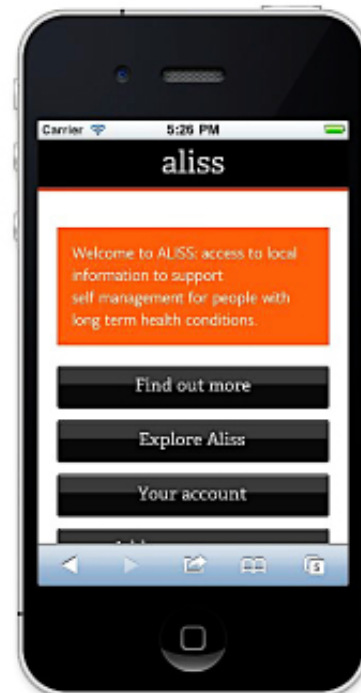 Carrier 5:26 PM
aliss
Welcome to ALISS: access to local
information to support
self management for people with
long term health conditions.
Find out more
Explore Aliss
Your account
5